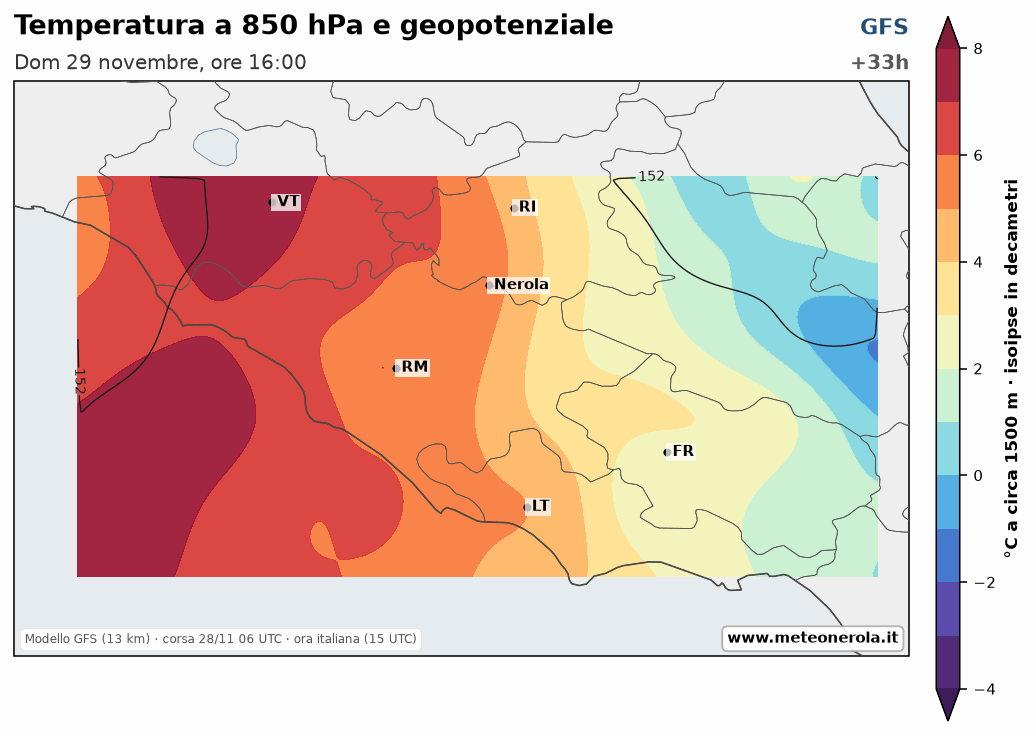 Temperatura a 850 hPa e geopotenziale
GFS
Dom 29 novembre, ore 16:00
+33h
8
6
4
2
0
−2
−4
°C a circa 1500 m · isoipse in decametri
152
VT
RI
Nerola
152
RM
FR
LT
Modello GFS (13 km) · corsa 28/11 06 UTC · ora italiana (15 UTC)
www.meteonerola.it